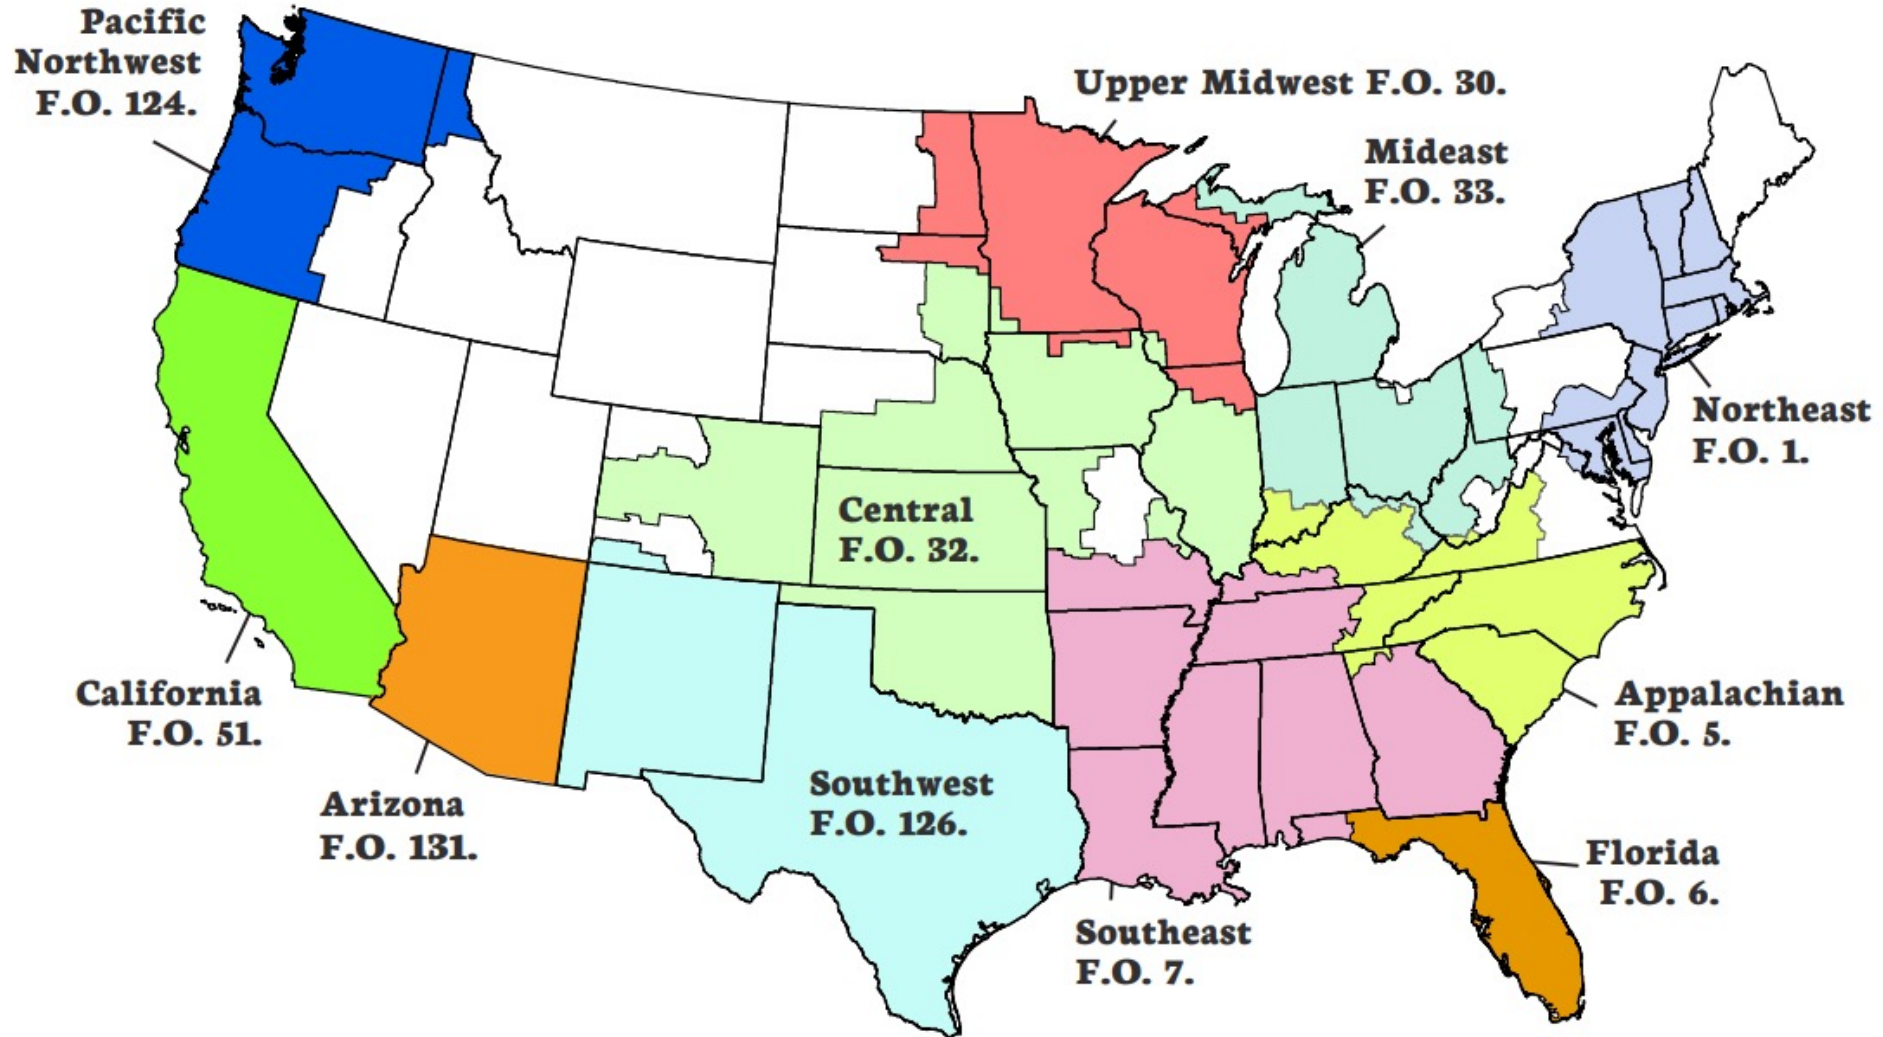 Pacific
Northwest
F.O. 124.
Upper Midwest F.O. 30.
Mideast
F.O. 33.
Northeast
F.O. 1.
Central
F.O. 32.
California
F.O. 51.
Appalachian
F.O. 5.
Arizona
F.O. 131.
Southwest
F.O. 126.
Florida
F.O. 6.
Southeast
F.O. 7.